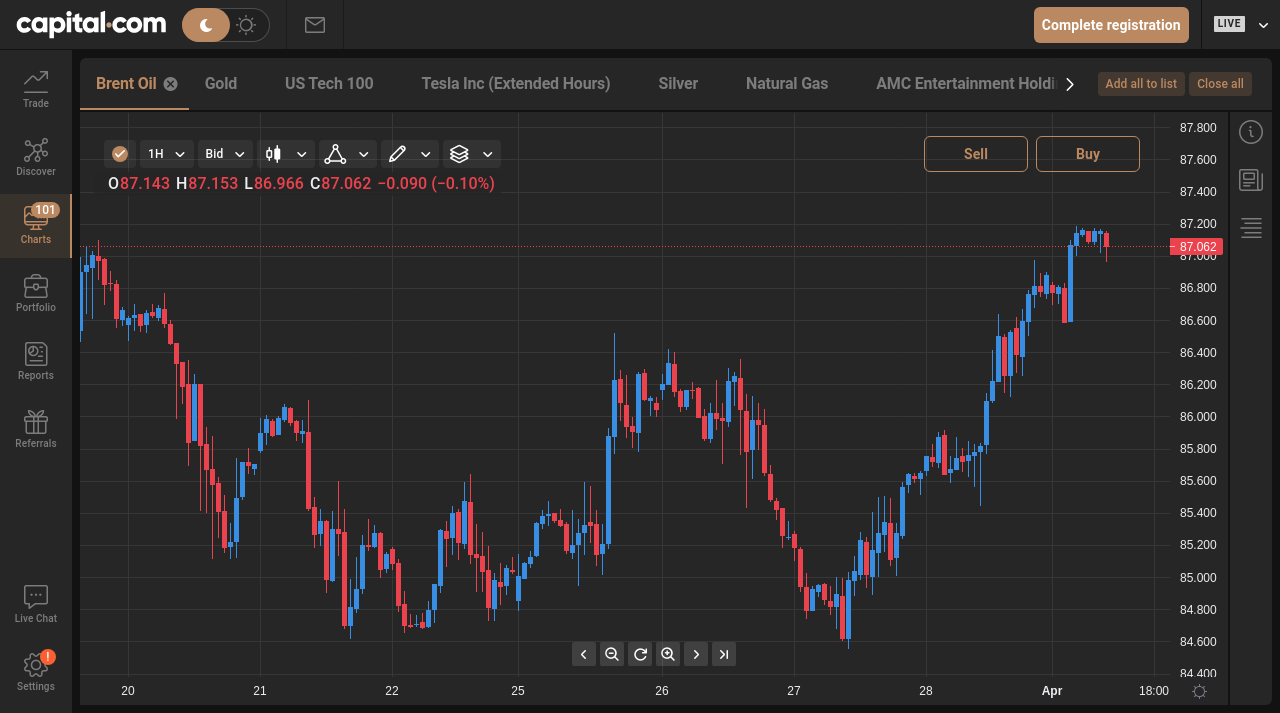 capital.com
Complete registration
LIVE
Trade
Discover
101
Charts
Portfolio
Reports
Referrals
Live Chat
!
Settings
Brent Oil
Gold
US Tech 100
Tesla Inc (Extended Hours)
Silver
Natural Gas
AMC Entertainment Holdi
Add all to list
Close all
1H
Bid
Sell
Buy
O87.143 H87.153 L86.966 C87.062 −0.090 (−0.10%)
87.800
87.600
87.400
87.200
87.062
87.000
86.800
86.600
86.400
86.200
86.000
85.800
85.600
85.400
85.200
85.000
84.800
84.600
84.400
20
21
22
25
26
27
28
Apr
18:00